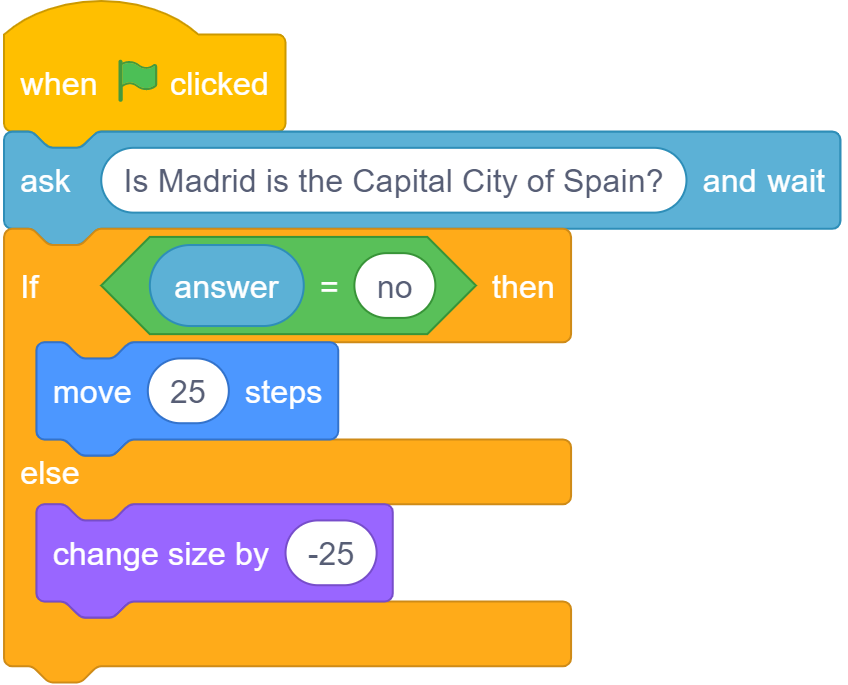 when clicked
ask Is Madrid is the Capital City of Spain? and wait
If answer = no then
move 25 steps
else
change size by -25